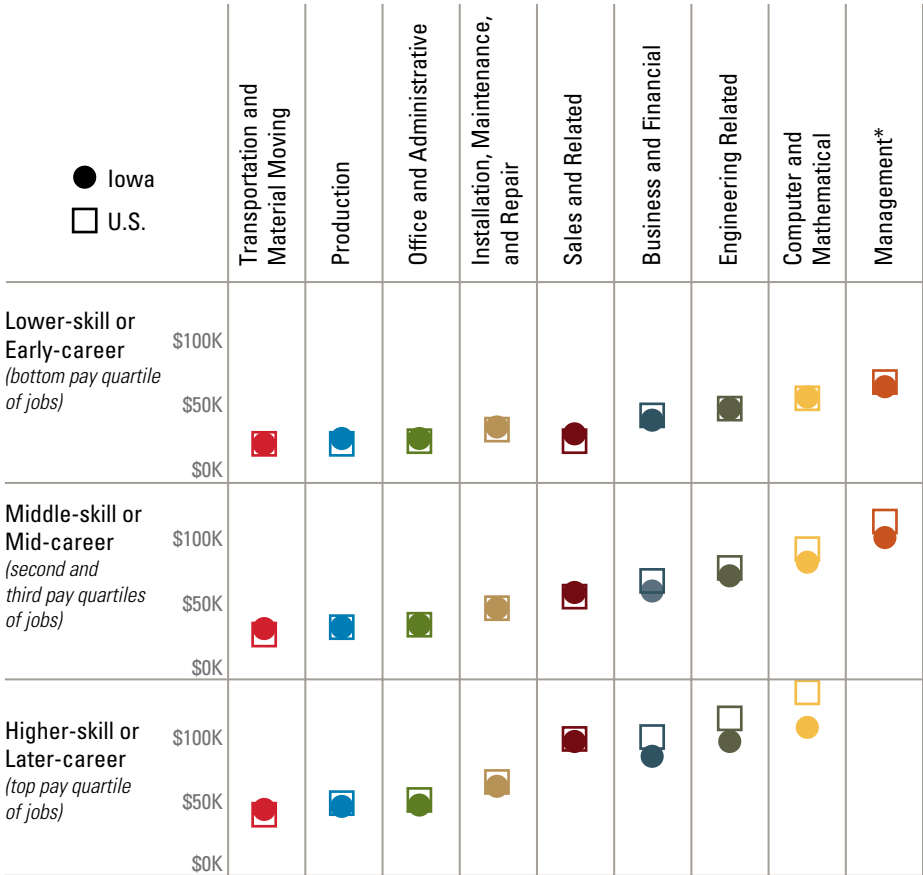 Iowa
U.S.
Transportation and
Material Moving
Production
Office and Administrative
Installation, Maintenance,
and Repair
Sales and Related
Business and Financial
Engineering Related
Computer and
Mathematical
Management*
Lower-skill or
Early-career
(bottom pay quartile
of jobs)
$100K
$50K
$0K
Middle-skill or
Mid-career
(second and
third pay quartiles
of jobs)
$100K
$50K
$0K
Higher-skill or
Later-career
(top pay quartile
of jobs)
$100K
$50K
$0K